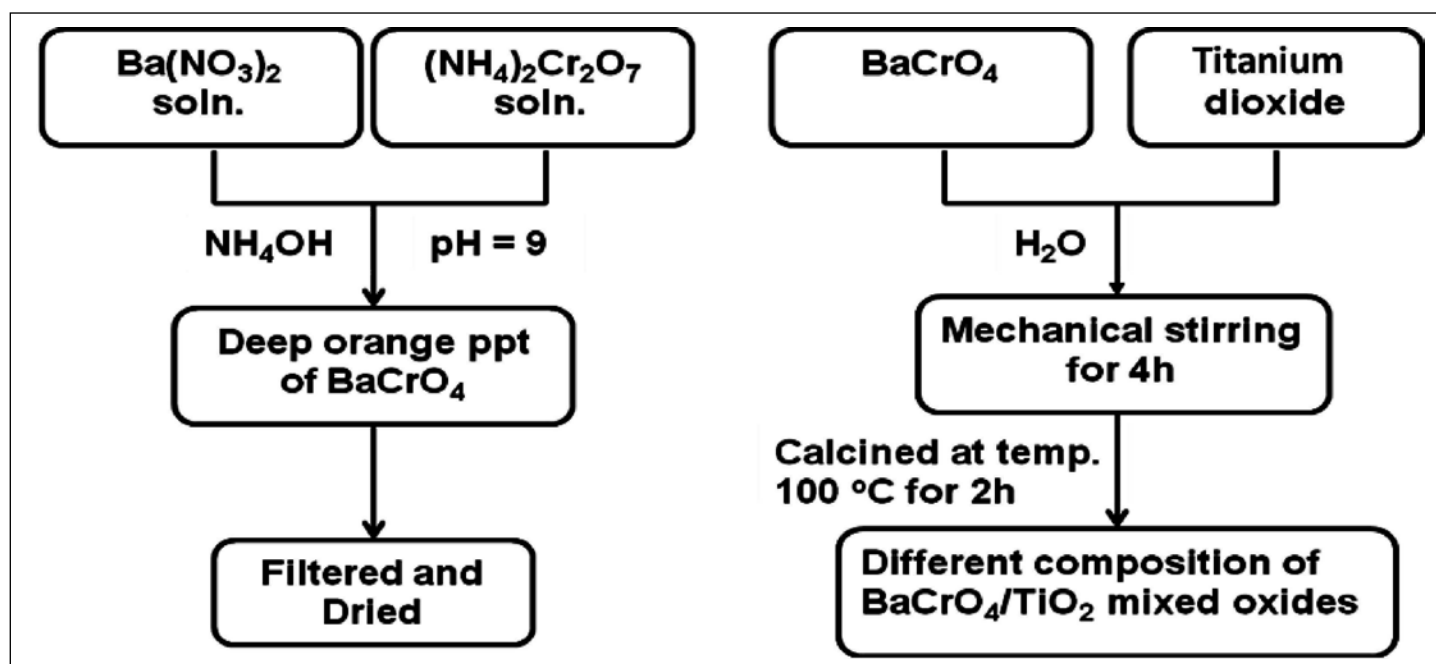 Ba(NO₃)₂
soln.
(NH₄)₂Cr₂O₇
soln.
NH₄OH
pH = 9
Deep orange ppt
of BaCrO₄
Filtered and
Dried
BaCrO₄
Titanium
dioxide
H₂O
Mechanical stirring
for 4h
Calcined at temp.
100 °C for 2h
Different composition of
BaCrO₄/TiO₂ mixed oxides